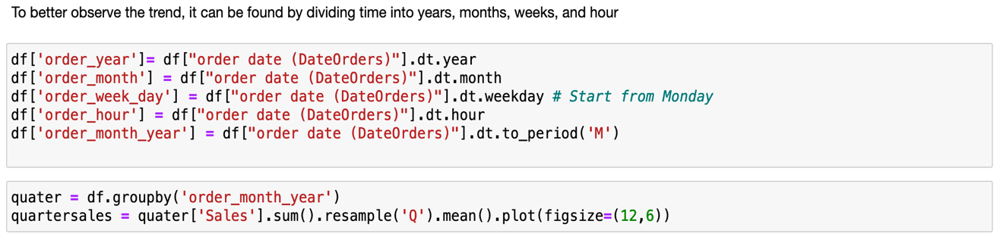 To better observe the trend, it can be found by dividing time into years, months, weeks, and hour
df['order_year']= df["order date (DateOrders)"].dt.year
df['order_month'] = df["order date (DateOrders)"].dt.month
df['order_week_day'] = df["order date (DateOrders)"].dt.weekday # Start from Monday
df['order_hour'] = df["order date (DateOrders)"].dt.hour
df['order_month_year'] = df["order date (DateOrders)"].dt.to_period('M')
quater = df.groupby('order_month_year')
quartersales = quater['Sales'].sum().resample('Q').mean().plot(figsize=(12,6))